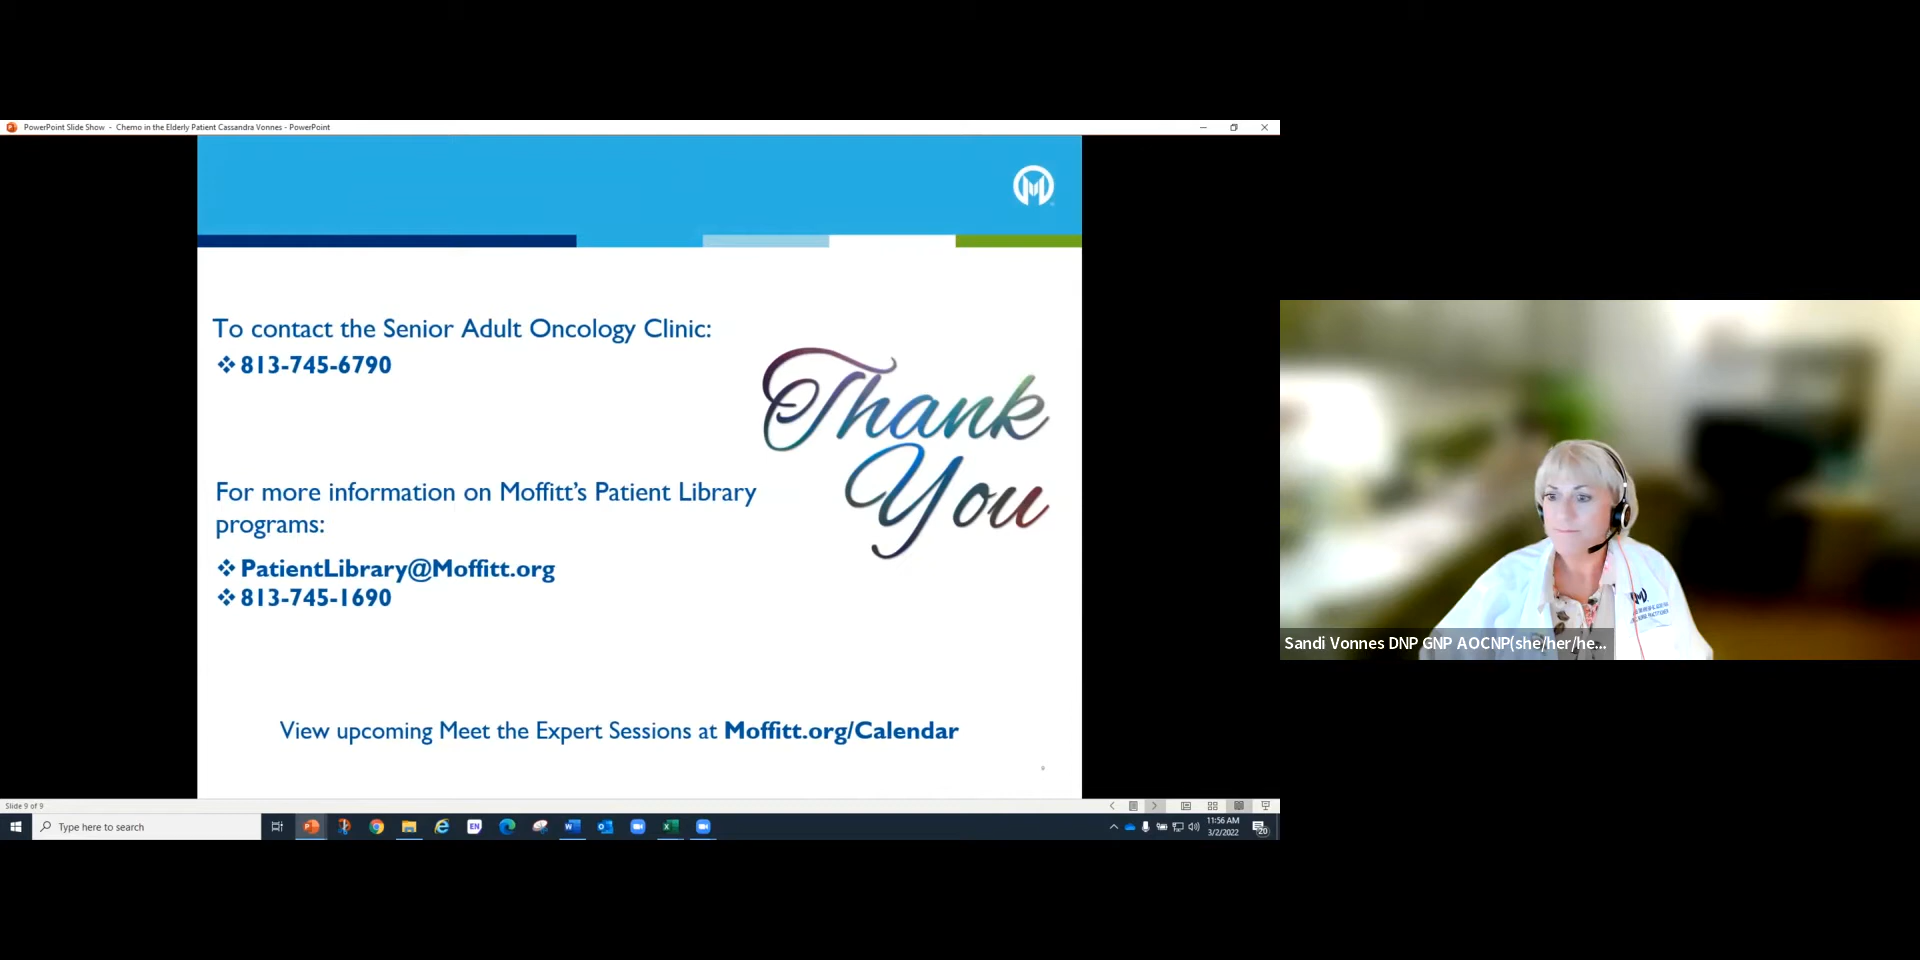 PowerPoint Slide Show - Chemo in the Elderly Patient Cassandra Vonnes - PowerPoint
To contact the Senior Adult Oncology Clinic:
❖ 813-745-6790
Thank
You
For more information on Moffitt's Patient Library
programs:
❖ PatientLibrary@Moffitt.org
❖ 813-745-1690
View upcoming Meet the Expert Sessions at Moffitt.org/Calendar
9
Slide 9 of 9
Type here to search
EN
11:56 AM
3/2/2022
20
Sandi Vonnes DNP GNP AOCNP(she/her/he...